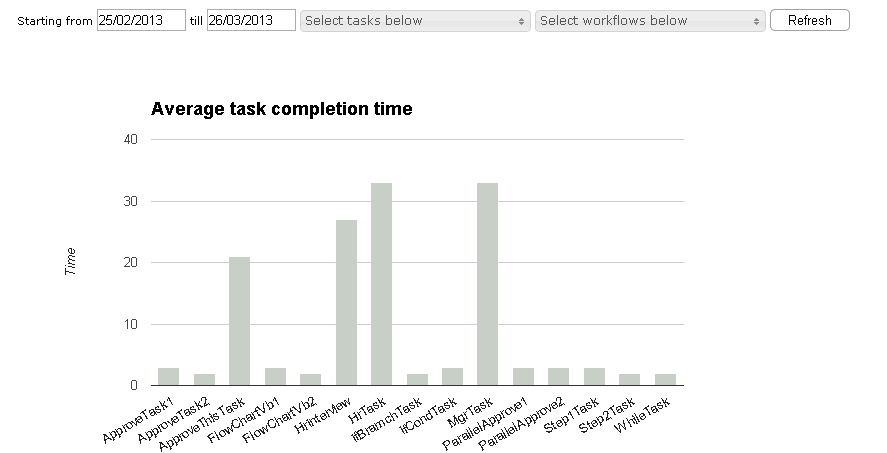 Starting from 25/02/2013 till 26/03/2013 Select tasks below Select workflows below Refresh
Average task completion time
40
30
20
10
0
Time
ApproveTask1
ApproveTask2
ApproveThisTask
FlowChartVb1
FlowChartVb2
HrInterview
HrTask
IfBramchTask
IfCondTask
MgrTask
ParallelApprove1
ParallelApprove2
Step1Task
Step2Task
WhileTask